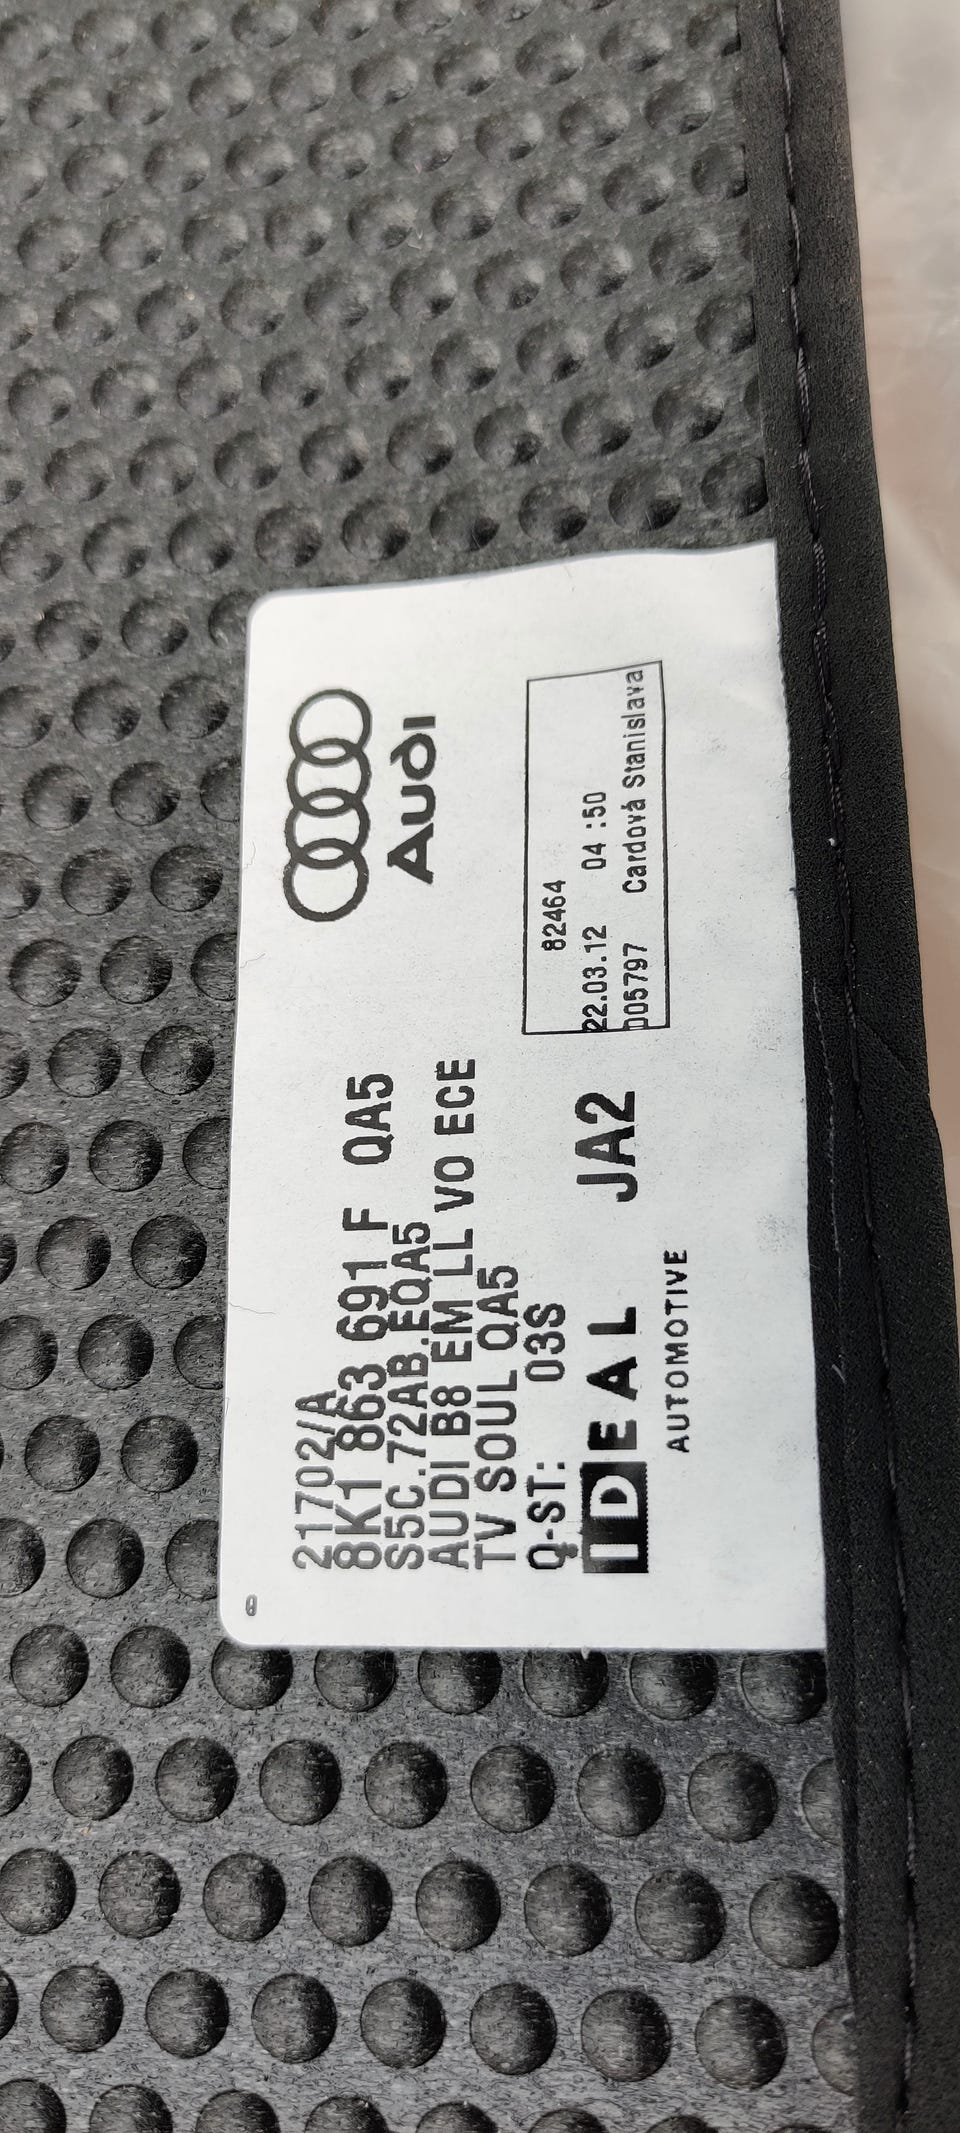 21702/A
8K1 863 691 F QA5
S5C.72AB.EQA5
AUDI B8 EM LL VO ECE
TV SOUL QA5
Q-ST: 03S
IDEAL
AUTOMOTIVE
JA2
Audi
82464
22.03.12 04 :50
005797 Cardová Stanislava